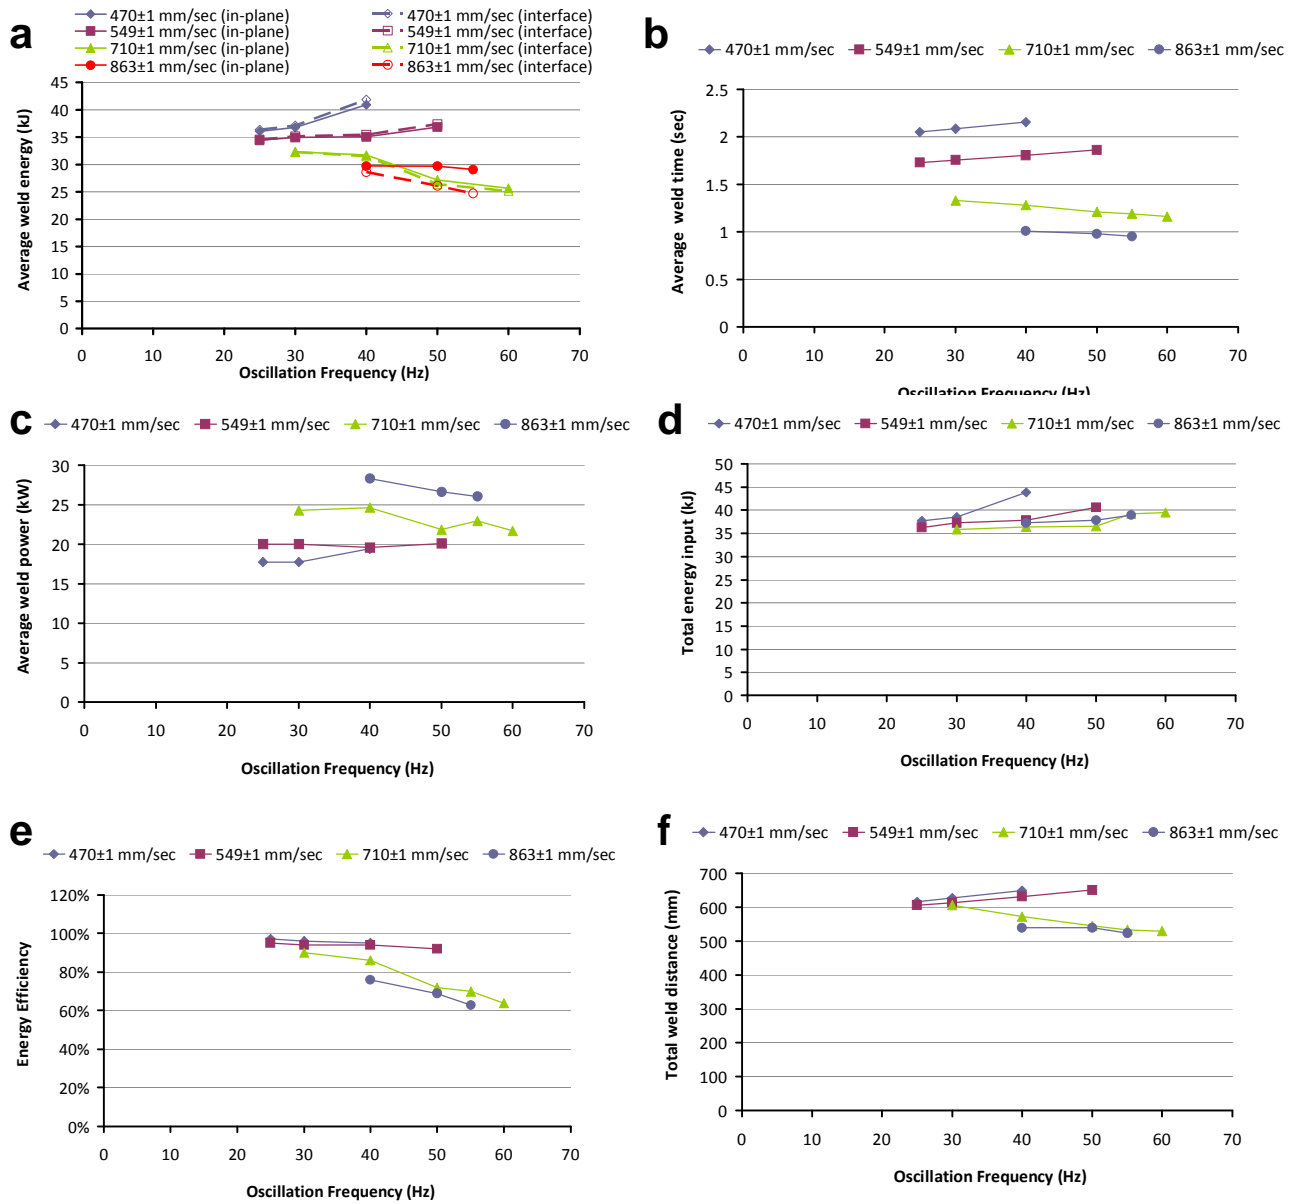 a
470±1 mm/sec (in-plane) 470±1 mm/sec (interface)
549±1 mm/sec (in-plane) 549±1 mm/sec (interface)
710±1 mm/sec (in-plane) 710±1 mm/sec (interface)
863±1 mm/sec (in-plane) 863±1 mm/sec (interface)
Average weld energy (kJ)
45
40
35
30
25
20
15
10
5
0
0 10 20 30 40 50 60 70
Oscillation Frequency (Hz)
b
470±1 mm/sec 549±1 mm/sec 710±1 mm/sec 863±1 mm/sec
Average weld time (sec)
2.5
2
1.5
1
0.5
0
0 10 20 30 40 50 60 70
Oscillation Frequency (Hz)
c
470±1 mm/sec 549±1 mm/sec 710±1 mm/sec 863±1 mm/sec
Average weld power (kW)
30
25
20
15
10
5
0
0 10 20 30 40 50 60 70
Oscillation Frequency (Hz)
d
470±1 mm/sec 549±1 mm/sec 710±1 mm/sec 863±1 mm/sec
Total energy input (kJ)
50
45
40
35
30
25
20
15
10
5
0
0 10 20 30 40 50 60 70
Oscillation Frequency (Hz)
e
470±1 mm/sec 549±1 mm/sec 710±1 mm/sec 863±1 mm/sec
Energy Efficiency
120%
100%
80%
60%
40%
20%
0%
0 10 20 30 40 50 60 70
Oscillation Frequency (Hz)
f
470±1 mm/sec 549±1 mm/sec 710±1 mm/sec 863±1 mm/sec
Total weld distance (mm)
700
600
500
400
300
200
100
0
0 10 20 30 40 50 60 70
Oscillation Frequency (Hz)